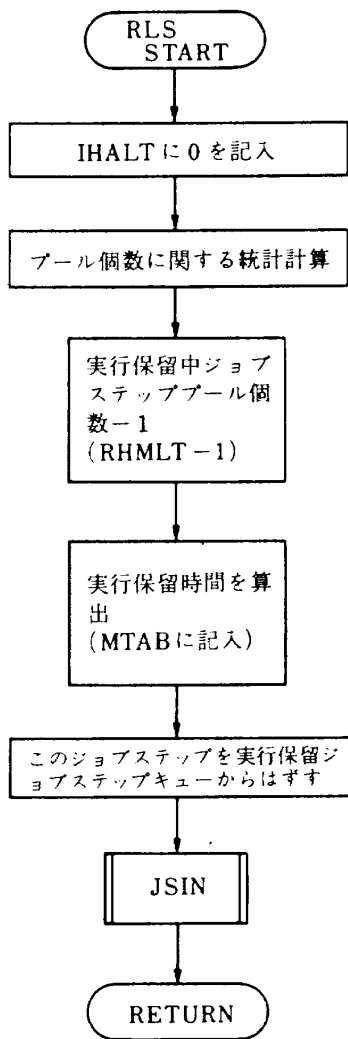 RLS
START
IHALTに0を記入
プール個数に関する統計計算
実行保留中ジョブ
ステッププール個
数-1
(RHMLT-1)
実行保留時間を算
出
(MTABに記入)
このジョブステップを実行保留ジ
ョブステップキューからはずす
JSIN
RETURN